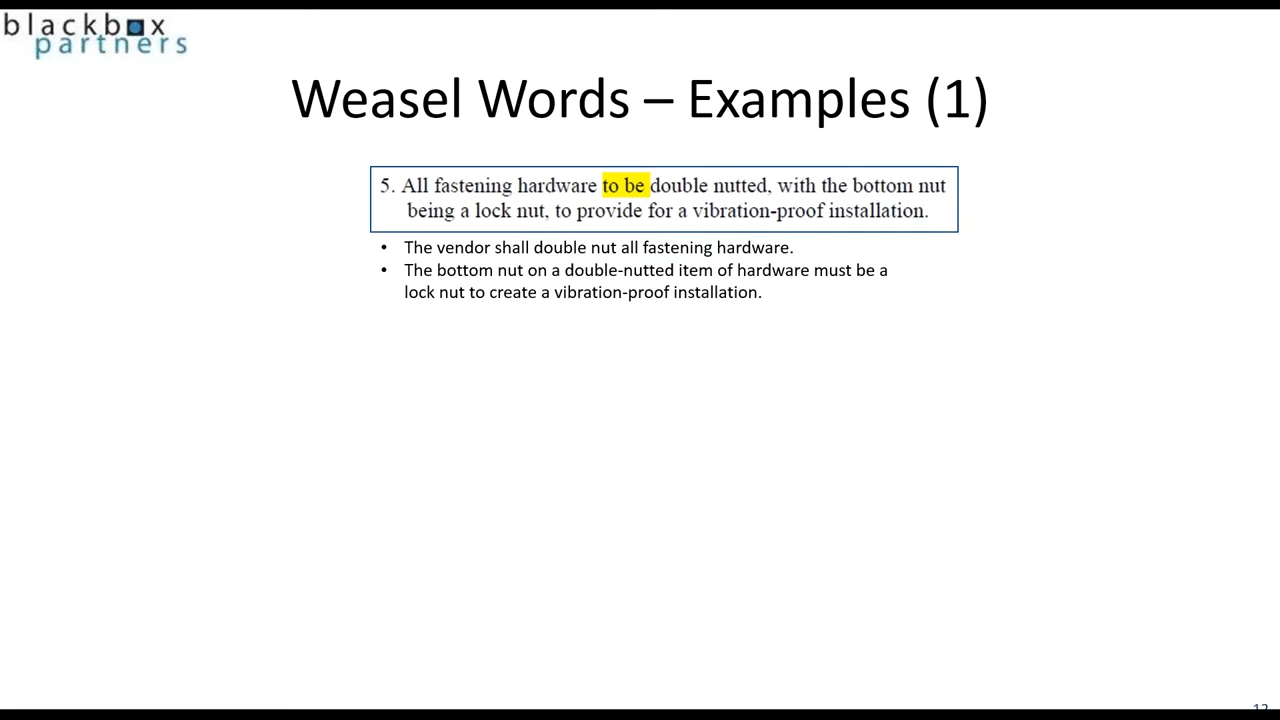 blackbox
partners
Weasel Words – Examples (1)
5. All fastening hardware to be double nutted, with the bottom nut
being a lock nut, to provide for a vibration-proof installation.
• The vendor shall double nut all fastening hardware.
• The bottom nut on a double-nutted item of hardware must be a
lock nut to create a vibration-proof installation.